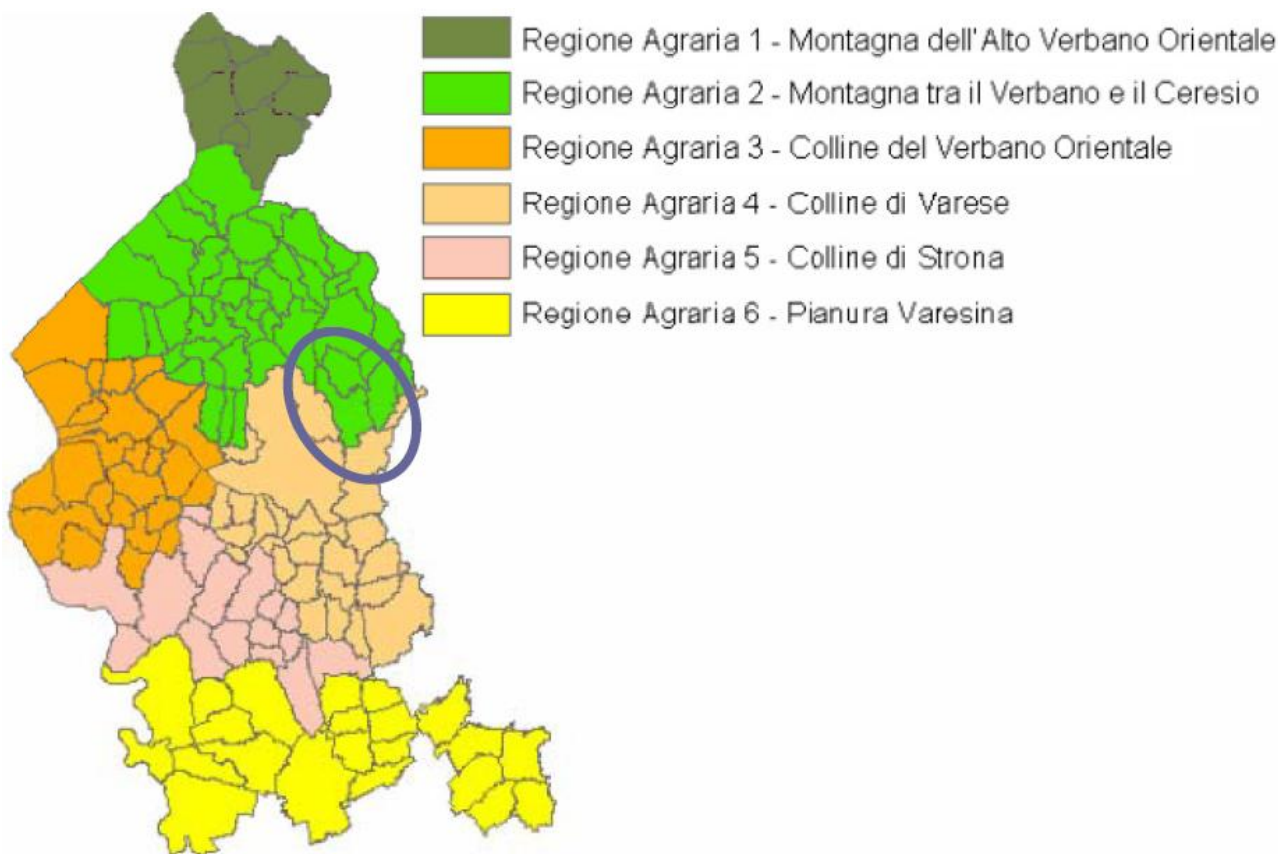 Regione Agraria 1 - Montagna dell'Alto Verbano Orientale
Regione Agraria 2 - Montagna tra il Verbano e il Ceresio
Regione Agraria 3 - Colline del Verbano Orientale
Regione Agraria 4 - Colline di Varese
Regione Agraria 5 - Colline di Strona
Regione Agraria 6 - Pianura Varesina